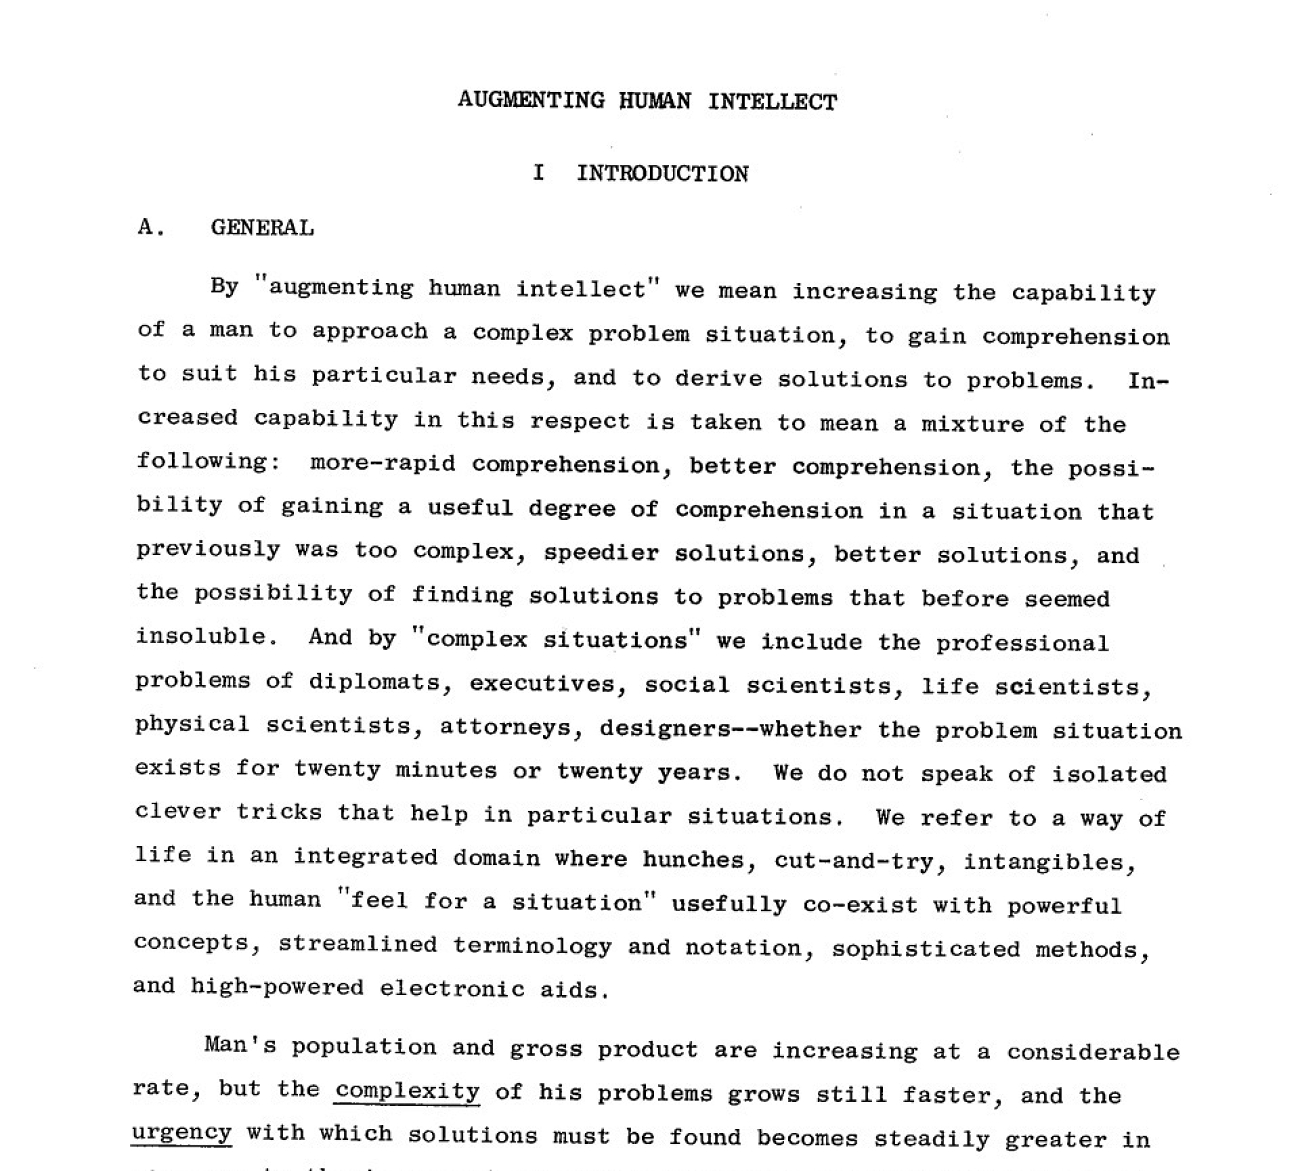 AUGMENTING HUMAN INTELLECT
I INTRODUCTION
A. GENERAL
By "augmenting human intellect" we mean increasing the capability
of a man to approach a complex problem situation, to gain comprehension
to suit his particular needs, and to derive solutions to problems. In-
creased capability in this respect is taken to mean a mixture of the
following: more-rapid comprehension, better comprehension, the possi-
bility of gaining a useful degree of comprehension in a situation that
previously was too complex, speedier solutions, better solutions, and
the possibility of finding solutions to problems that before seemed
insoluble. And by "complex situations" we include the professional
problems of diplomats, executives, social scientists, life scientists,
physical scientists, attorneys, designers--whether the problem situation
exists for twenty minutes or twenty years. We do not speak of isolated
clever tricks that help in particular situations. We refer to a way of
life in an integrated domain where hunches, cut-and-try, intangibles,
and the human "feel for a situation" usefully co-exist with powerful
concepts, streamlined terminology and notation, sophisticated methods,
and high-powered electronic aids.
Man's population and gross product are increasing at a considerable
rate, but the complexity of his problems grows still faster, and the
urgency with which solutions must be found becomes steadily greater in